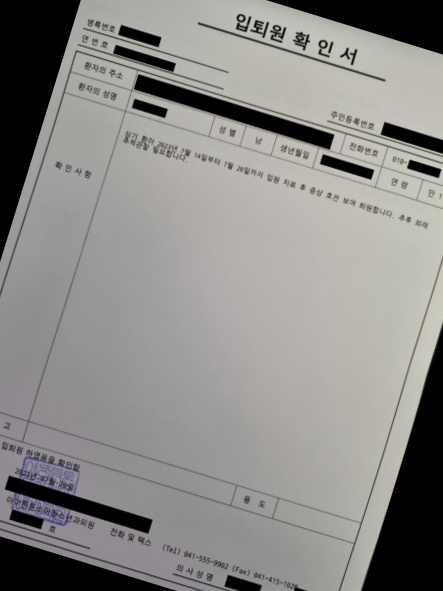 입퇴원 확인서
병록번호
연번호
주민등록번호
환자의 주소
전화번호 010-
환자의 성명 성별 남 생년월일 연령 만 1
확인사항
상기 환아 2023년 7월 14일부터 7월 20일까지 입원 치료 후 증상 호전 보여 퇴원합니다. 추후 외래
추적관찰 필요합니다.
고
용도
입퇴원 하였음을 확인함
2023년 07월 20일
소아청소년과의원 전화 및 팩스 (Tel) 041-555-9902 (Fax) 041-415-1029
호
의사성명